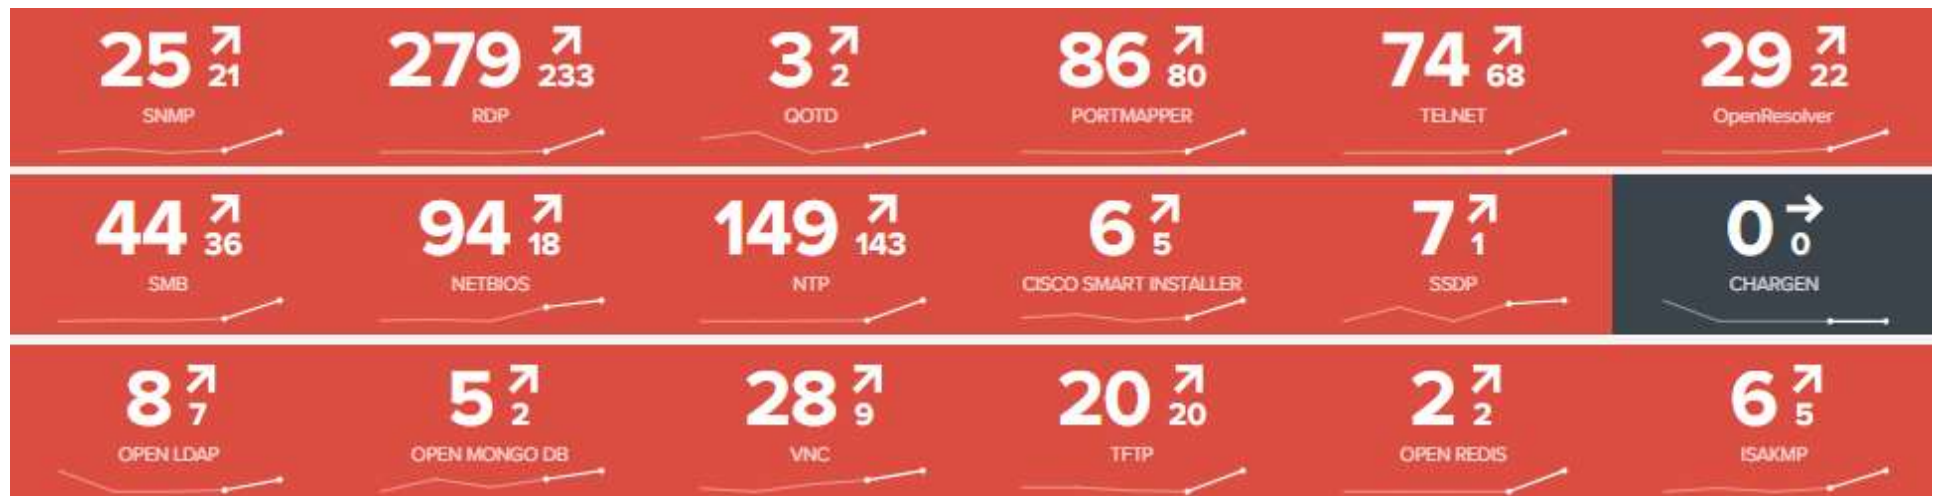 25 21 279 233 3 2 86 80 74 68 29 22
SNMP RDP QOTD PORTMAPPER TELNET OpenResolver
44 36 94 18 149 143 6 5 7 1 0 0
SMB NETBIOS NTP CISCO SMART INSTALLER SSDP CHARGEN
8 7 5 2 28 9 20 20 2 2 6 5
OPEN LDAP OPEN MONGO DB VNC TFTP OPEN REDIS ISAKMP